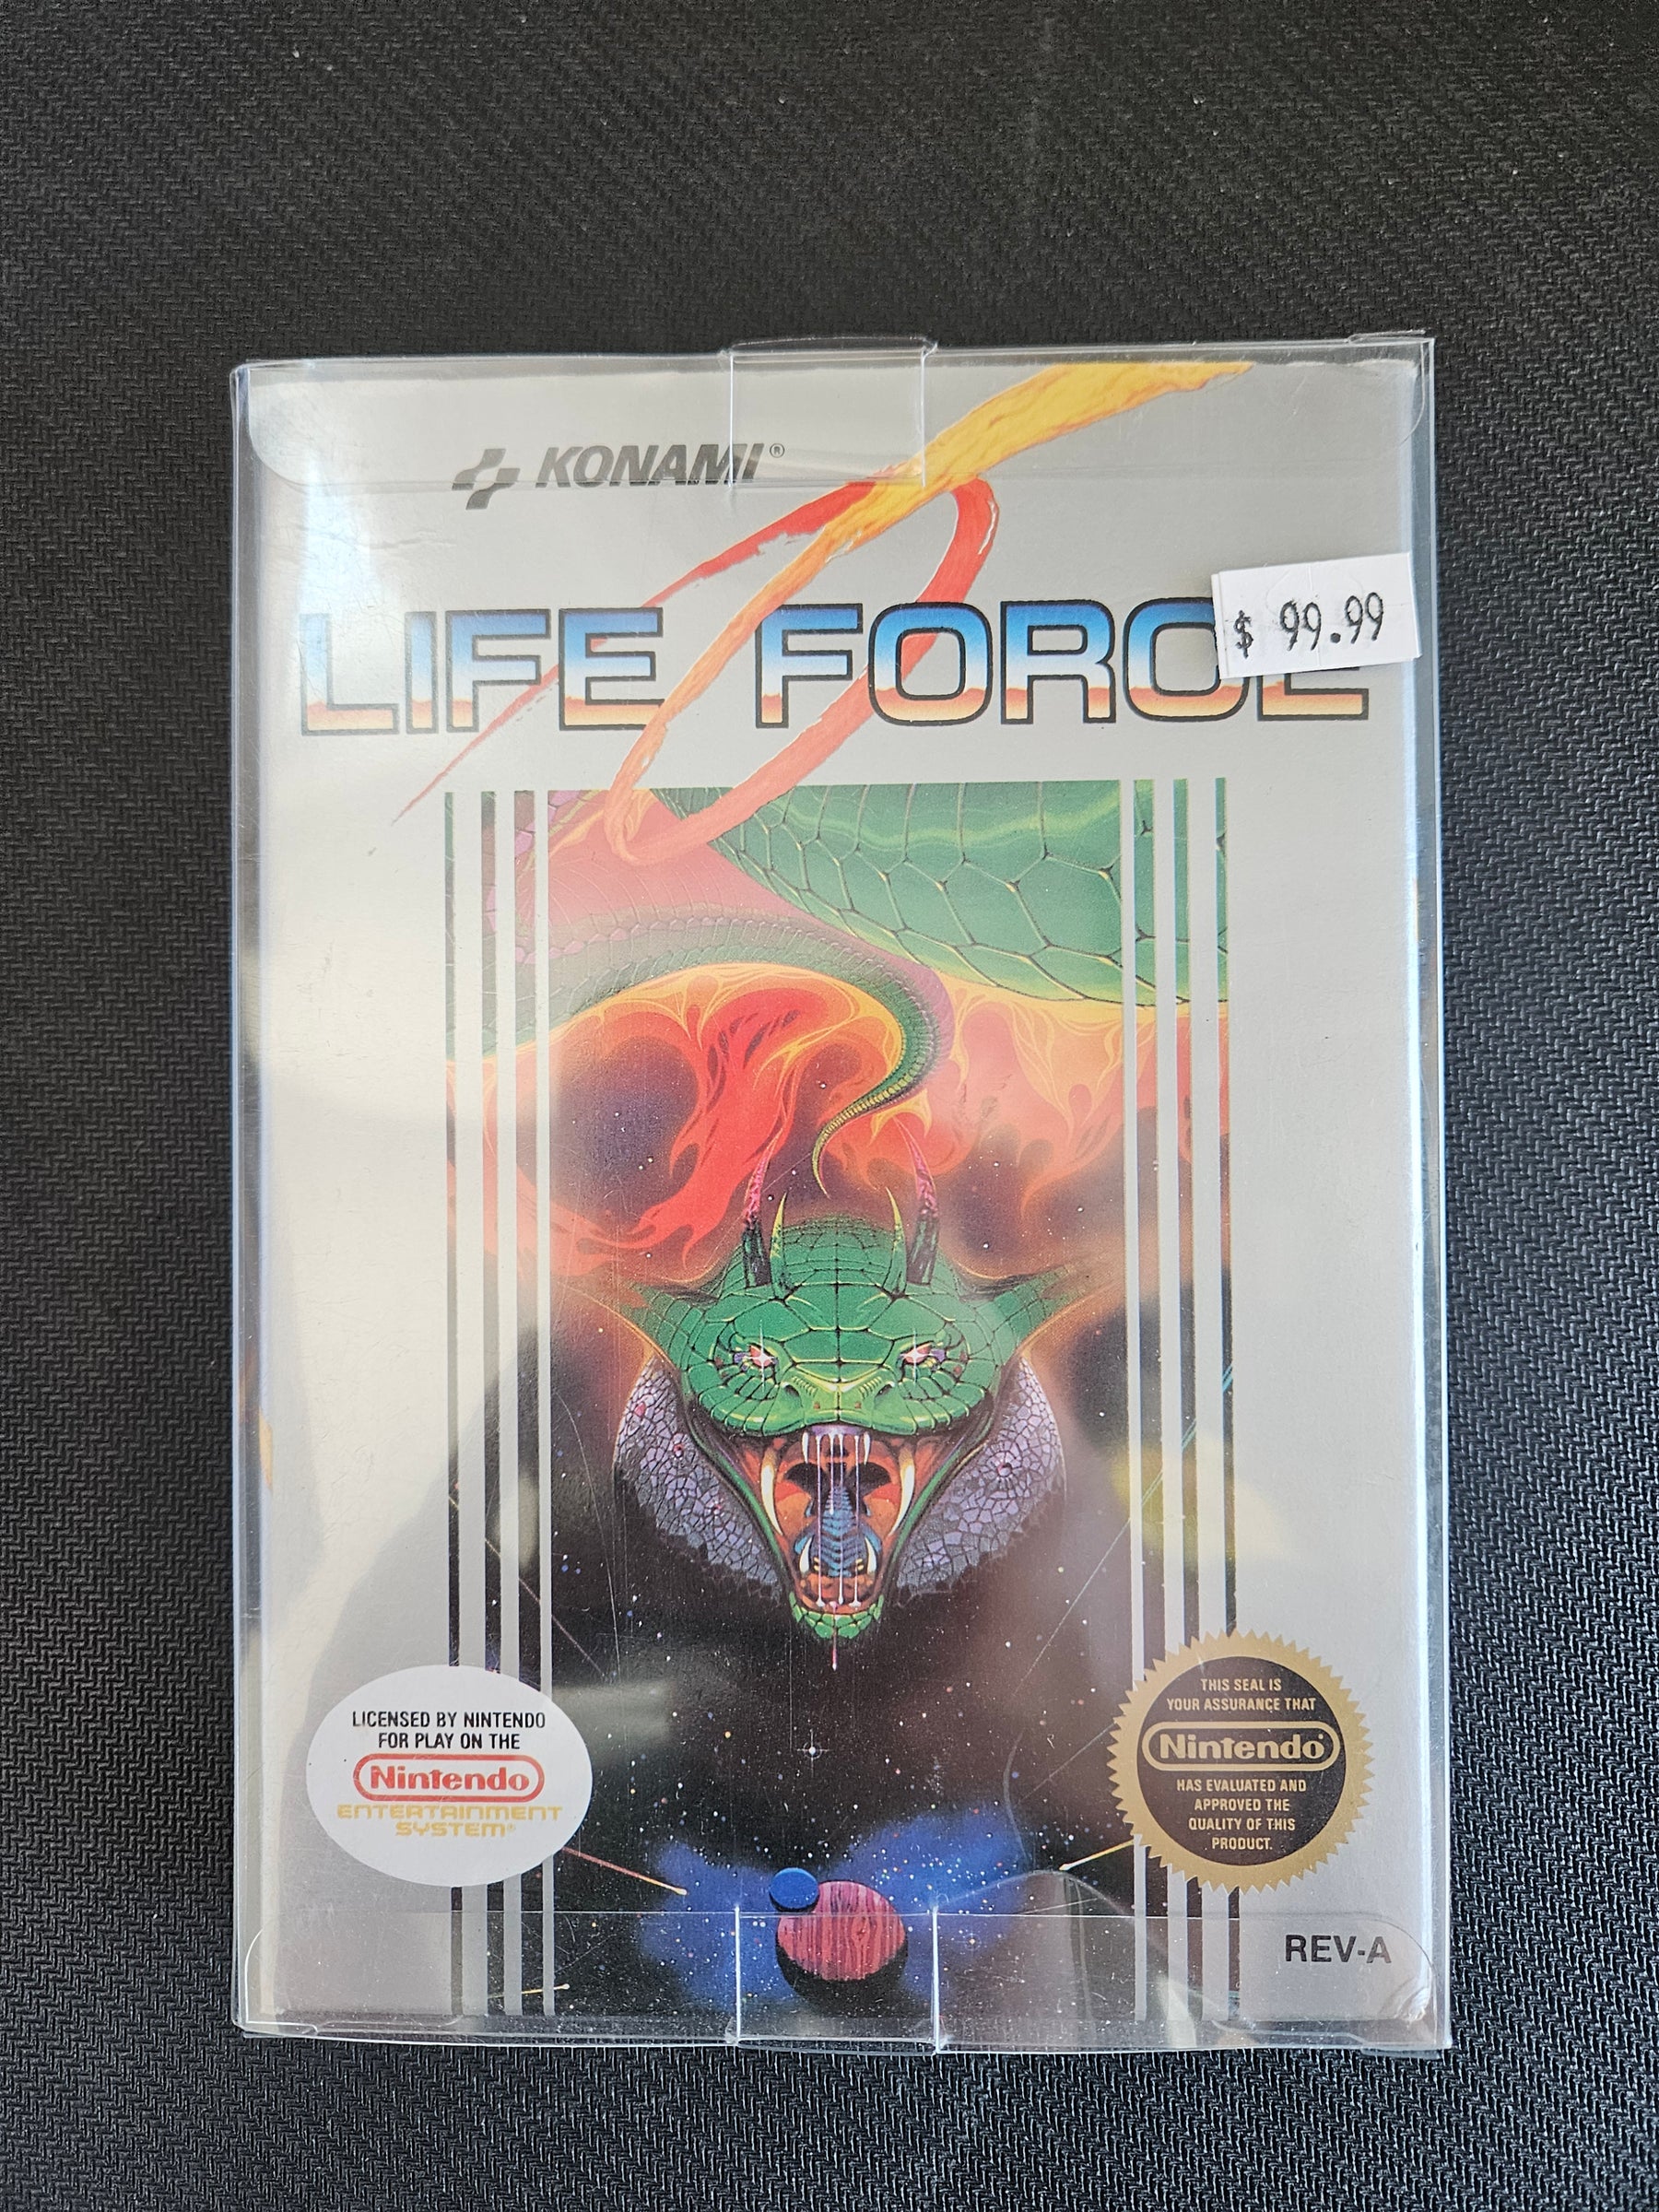 KONAMI®
LIFE FORCE
$ 99.99
LICENSED BY NINTENDO
FOR PLAY ON THE
Nintendo
ENTERTAINMENT
SYSTEM®
THIS SEAL IS
YOUR ASSURANCE THAT
Nintendo®
HAS EVALUATED AND
APPROVED THE
QUALITY OF THIS
PRODUCT.
REV-A